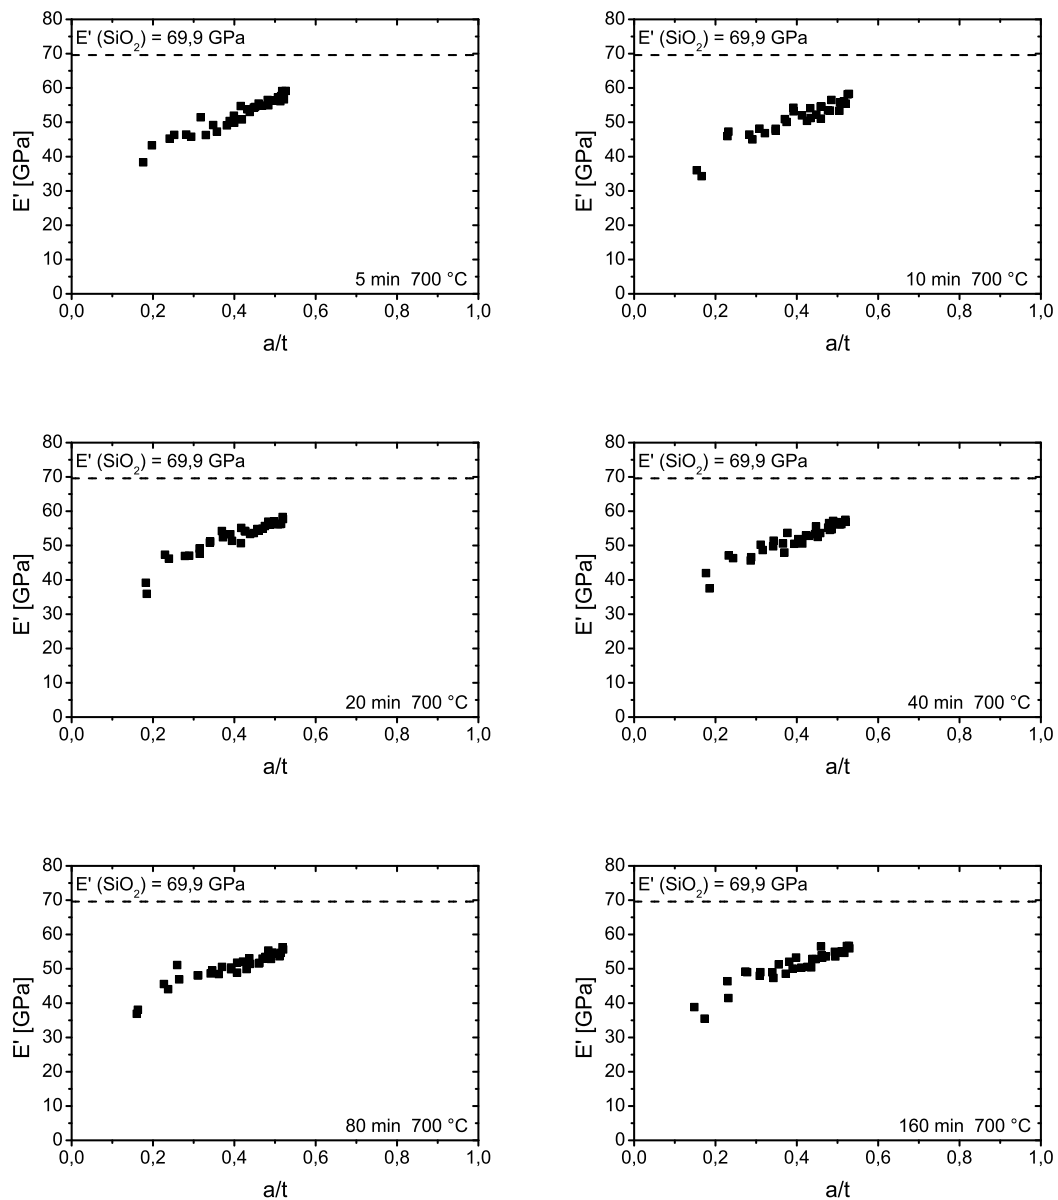 80
70
60
50
40
30
20
10
0
E' [GPa]
E' (SiO2) = 69,9 GPa
5 min 700 °C
0,0 0,2 0,4 0,6 0,8 1,0
a/t
80
70
60
50
40
30
20
10
0
E' [GPa]
E' (SiO2) = 69,9 GPa
10 min 700 °C
0,0 0,2 0,4 0,6 0,8 1,0
a/t
80
70
60
50
40
30
20
10
0
E' [GPa]
E' (SiO2) = 69,9 GPa
20 min 700 °C
0,0 0,2 0,4 0,6 0,8 1,0
a/t
80
70
60
50
40
30
20
10
0
E' [GPa]
E' (SiO2) = 69,9 GPa
40 min 700 °C
0,0 0,2 0,4 0,6 0,8 1,0
a/t
80
70
60
50
40
30
20
10
0
E' [GPa]
E' (SiO2) = 69,9 GPa
80 min 700 °C
0,0 0,2 0,4 0,6 0,8 1,0
a/t
80
70
60
50
40
30
20
10
0
E' [GPa]
E' (SiO2) = 69,9 GPa
160 min 700 °C
0,0 0,2 0,4 0,6 0,8 1,0
a/t